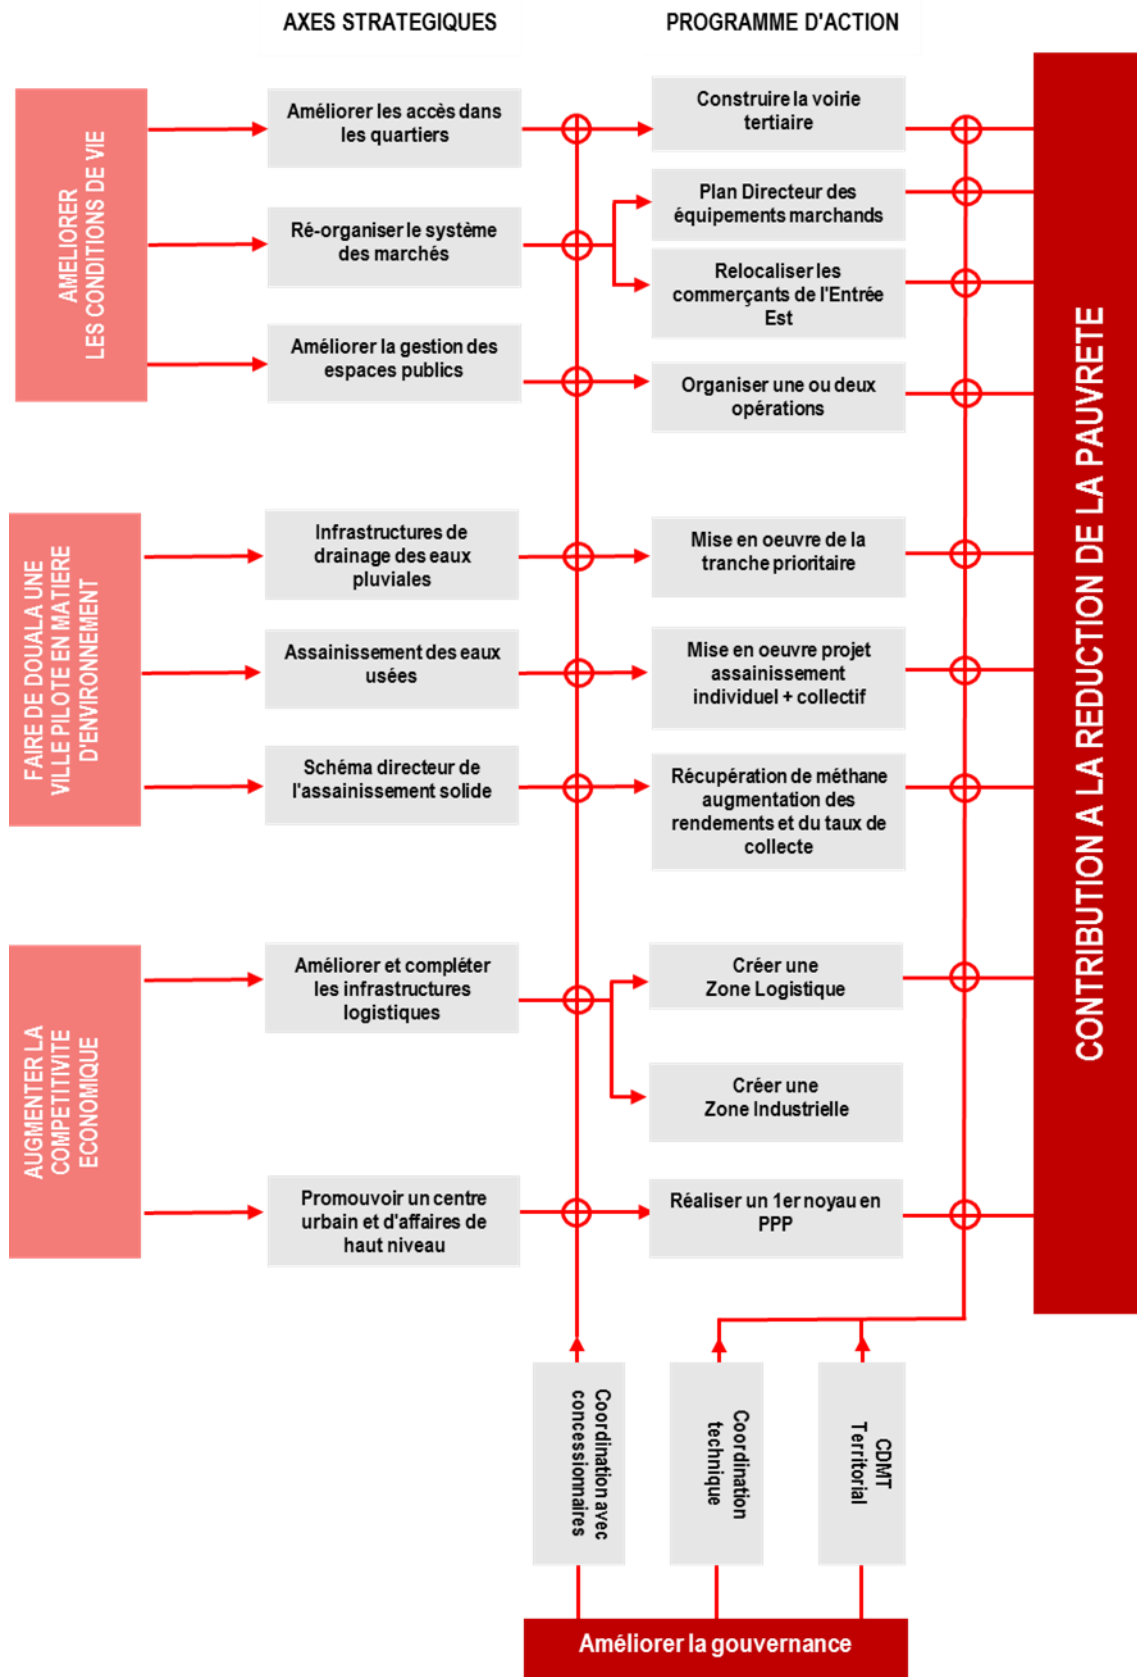 AXES STRATEGIQUES
PROGRAMME D'ACTION
AMELIORER
LES CONDITIONS DE VIE
Améliorer les accès dans
les quartiers
Construire la voirie
tertiaire
Ré-organiser le système
des marchés
Plan Directeur des
équipements marchands
Relocaliser les
commerçants de l'Entrée
Est
Améliorer la gestion des
espaces publics
Organiser une ou deux
opérations
FAIRE DE DOUALA UNE
VILLE PILOTE EN MATIERE
D'ENVIRONNEMENT
Infrastructures de
drainage des eaux
pluviales
Mise en oeuvre de la
tranche prioritaire
Assainissement des eaux
usées
Mise en oeuvre projet
assainissement
individuel + collectif
Schéma directeur de
l'assainissement solide
Récupération de méthane
augmentation des
rendements et du taux de
collecte
AUGMENTER LA
COMPETITIVITE
ECONOMIQUE
Améliorer et compléter
les infrastructures
logistiques
Créer une
Zone Logistique
Créer une
Zone Industrielle
Promouvoir un centre
urbain et d'affaires de
haut niveau
Réaliser un 1er noyau en
PPP
CONTRIBUTION A LA REDUCTION DE LA PAUVRETE
Coordination avec
concessionnaires
Coordination
technique
CDMT
Territorial
Améliorer la gouvernance